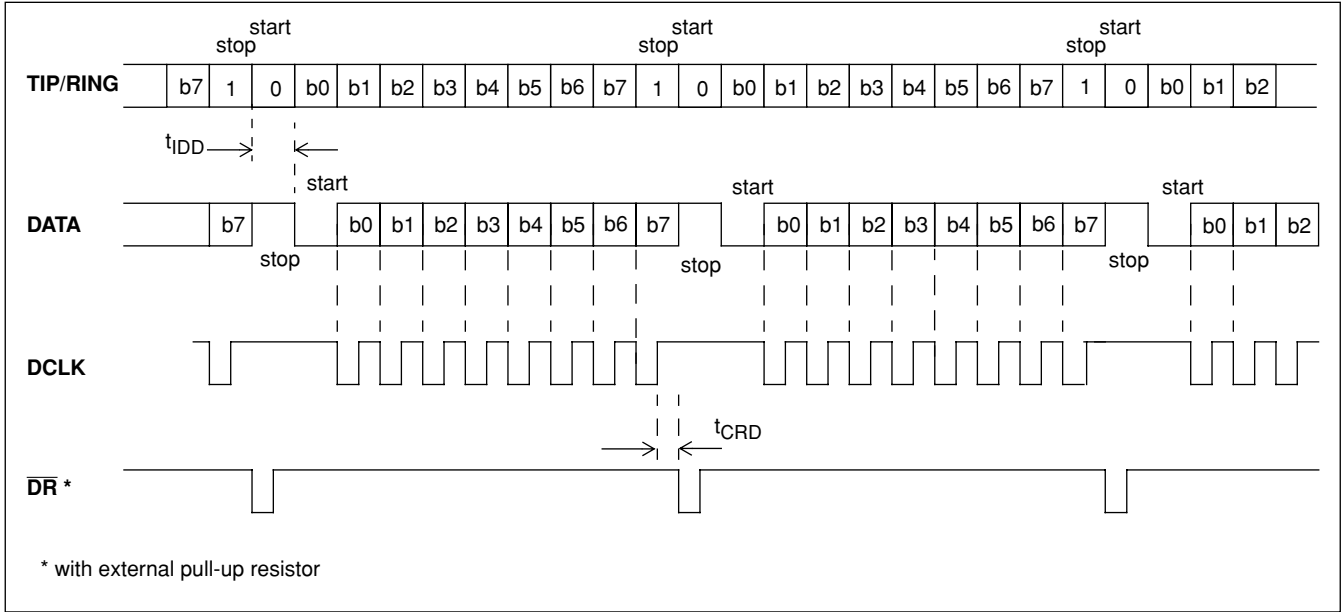 start start start
stop stop stop
TIP/RING b7 1 0 b0 b1 b2 b3 b4 b5 b6 b7 1 0 b0 b1 b2 b3 b4 b5 b6 b7 1 0 b0 b1 b2
tIDD
start start start
DATA b7 b0 b1 b2 b3 b4 b5 b6 b7 b0 b1 b2 b3 b4 b5 b6 b7 b0 b1 b2
stop stop stop
DCLK
tCRD
DR *
* with external pull-up resistor